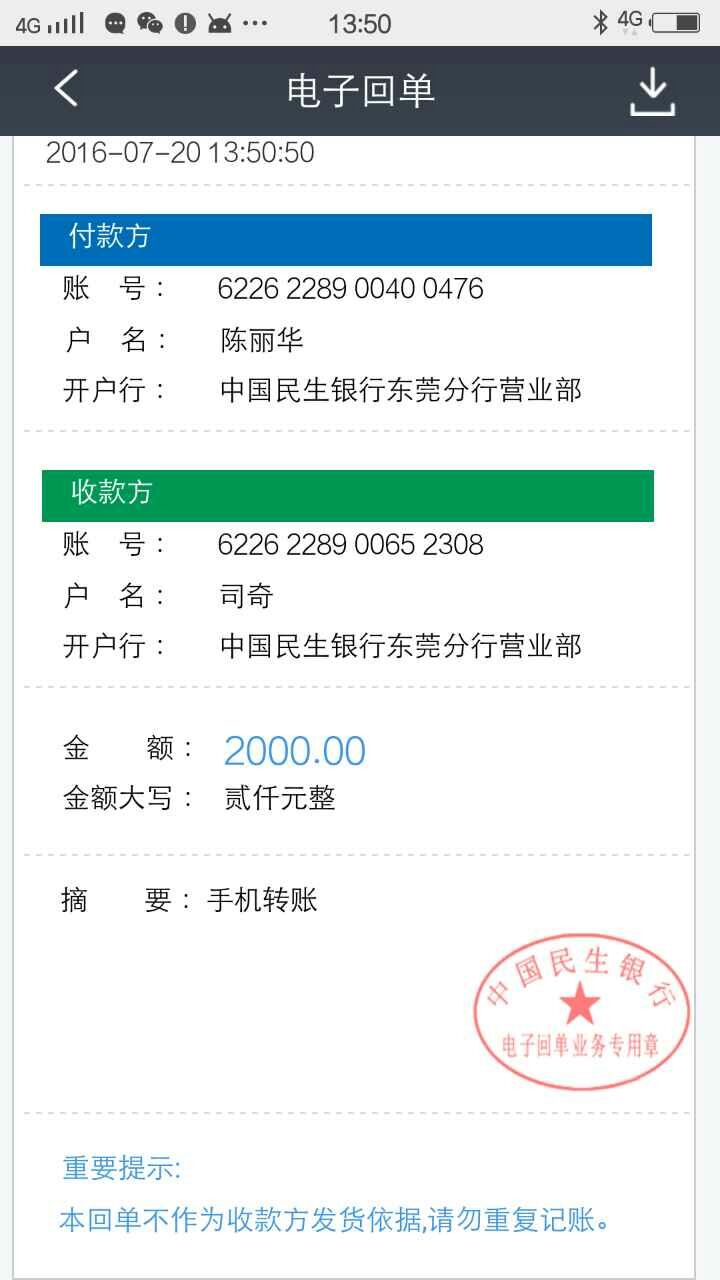 4G 13:50 4G
电子回单
2016-07-20 13:50:50
付款方
账 号： 6226 2289 0040 0476
户 名： 陈丽华
开户行： 中国民生银行东莞分行营业部
收款方
账 号： 6226 2289 0065 2308
户 名： 司奇
开户行： 中国民生银行东莞分行营业部
金 额： 2000.00
金额大写： 贰仟元整
摘 要：手机转账
中国民生银行
电子回单业务专用章
重要提示:
本回单不作为收款方发货依据,请勿重复记账。